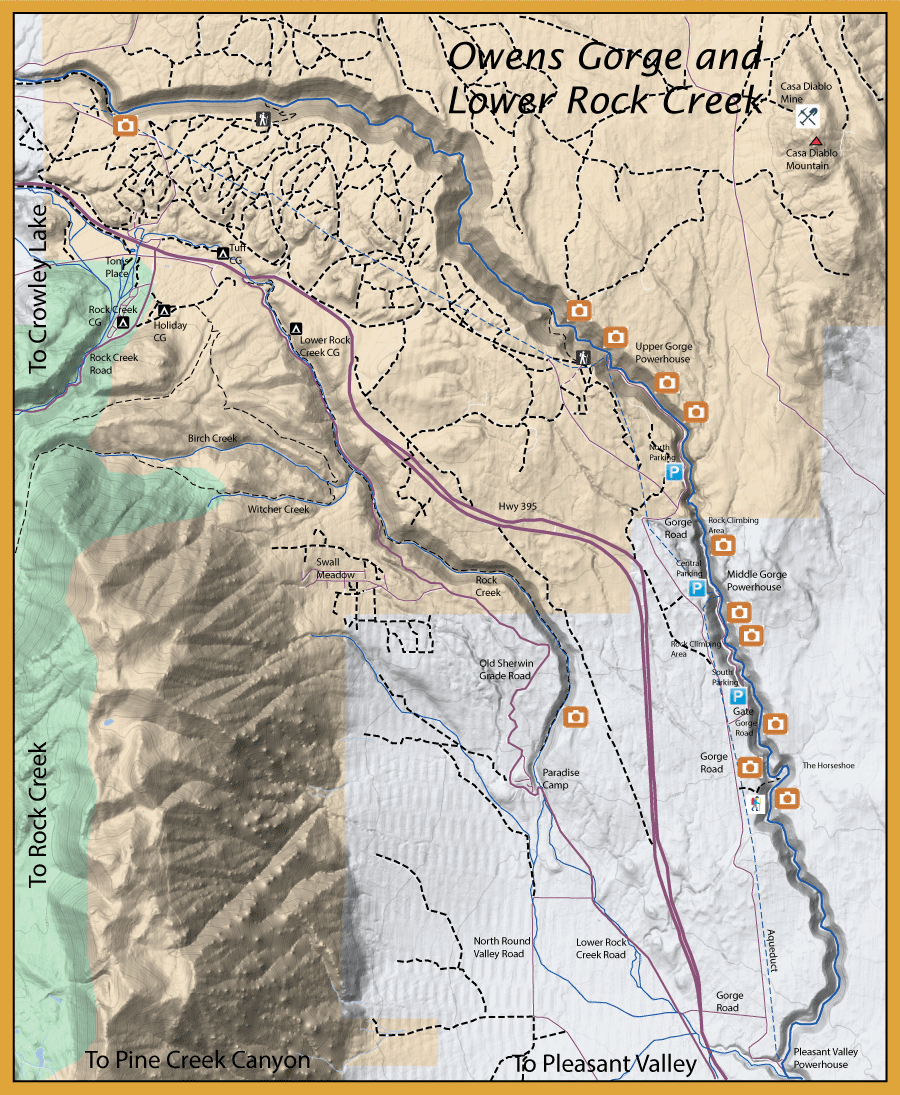 Owens Gorge and
Lower Rock Creek
Casa Diablo
Mine
Casa Diablo
Mountain
To Crowley Lake
Tuff
CG
Tom's
Place
Rock Creek
CG
Holiday
CG
Lower Rock
Creek CG
Rock Creek
Road
Upper Gorge
Powerhouse
Birch Creek
North
Parking
P
Witcher Creek
Hwy 395
Gorge
Road
Rock Climbing
Area
Swall
Meadow
Central
Parking
P
Middle Gorge
Powerhouse
Rock
Creek
Rock Climbing
Area
Old Sherwin
Grade Road
South
Parking
P
Gate
Gorge
Road
Gorge
Road
The Horseshoe
Paradise
Camp
To Rock Creek
North Round
Valley Road
Lower Rock
Creek Road
Aqueduct
Gorge
Road
To Pine Creek Canyon
To Pleasant Valley
Pleasant Valley
Powerhouse